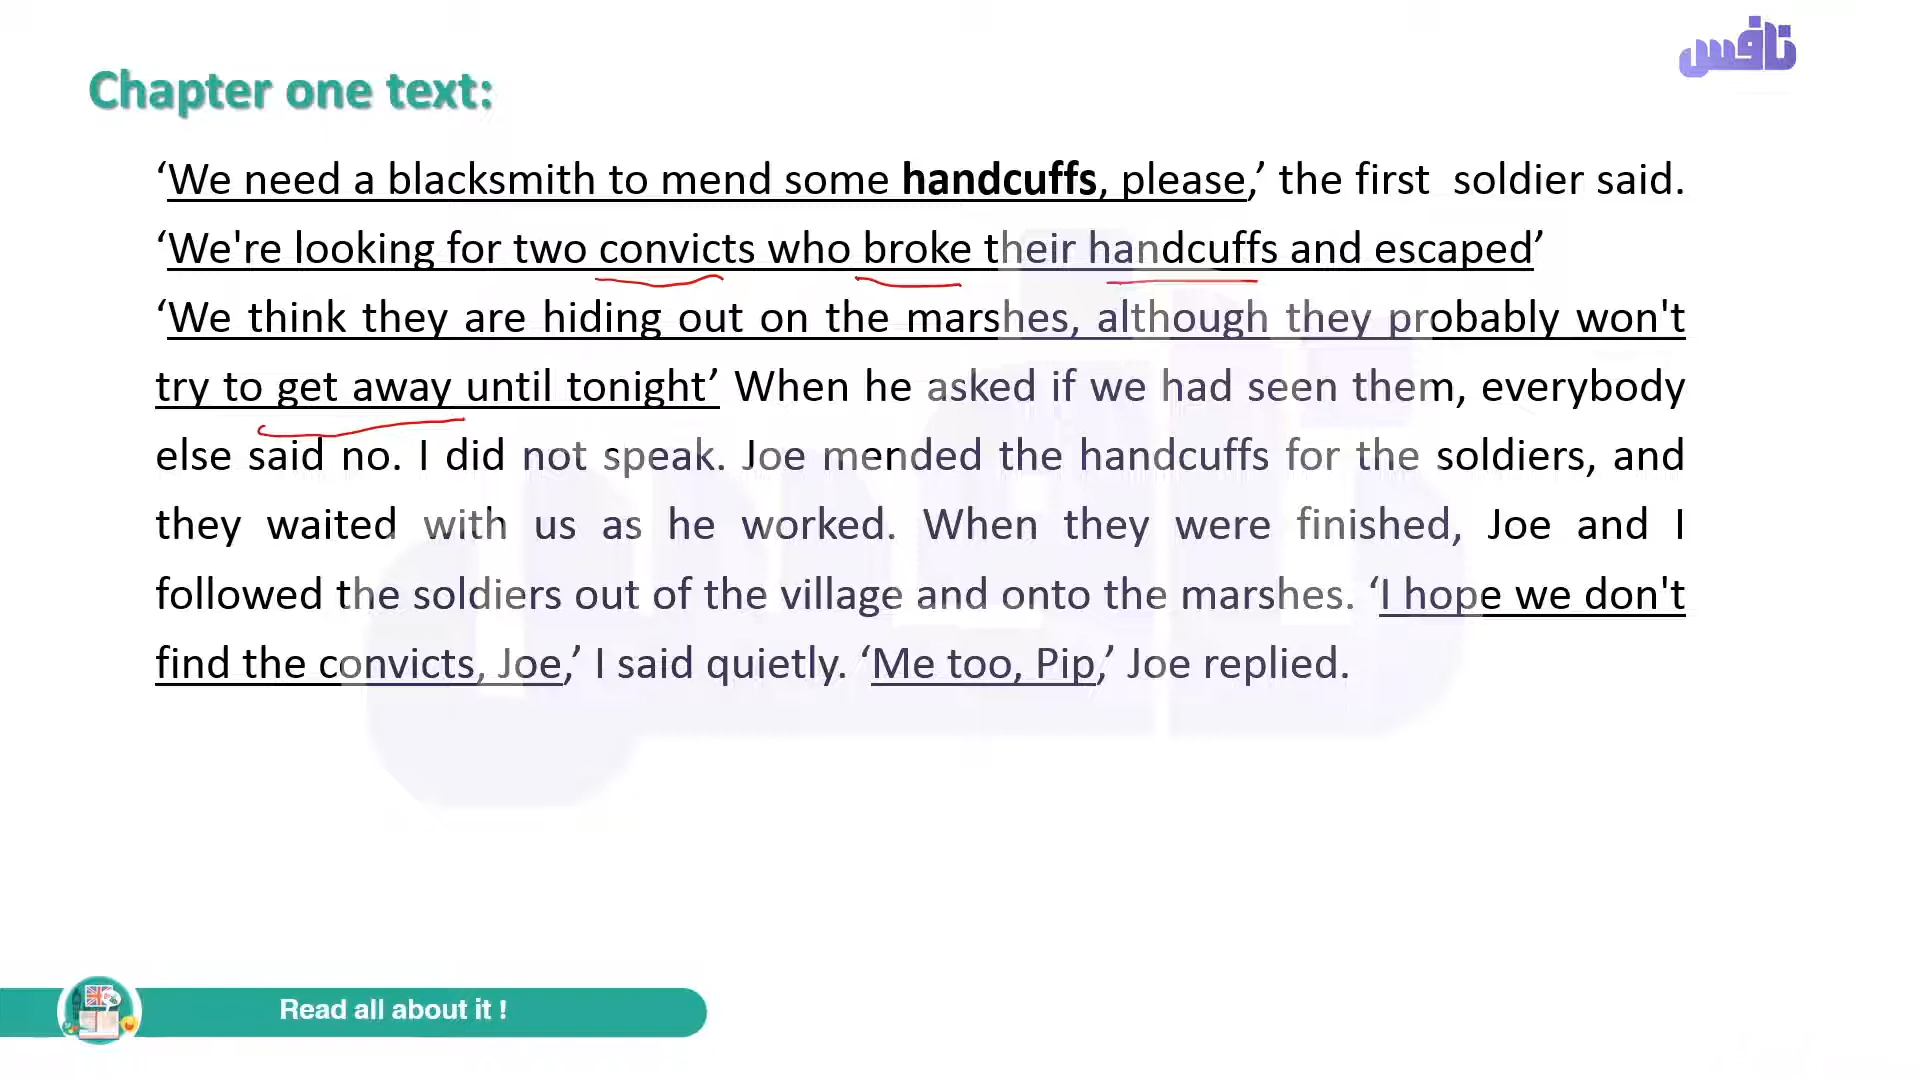 نافس
Chapter one text:
‘We need a blacksmith to mend some handcuffs, please,’ the first soldier said.
‘We're looking for two convicts who broke their handcuffs and escaped’
‘We think they are hiding out on the marshes, although they probably won't
try to get away until tonight’ When he asked if we had seen them, everybody
else said no. I did not speak. Joe mended the handcuffs for the soldiers, and
they waited with us as he worked. When they were finished, Joe and I
followed the soldiers out of the village and onto the marshes. ‘I hope we don't
find the convicts, Joe,’ I said quietly. ‘Me too, Pip,’ Joe replied.
Read all about it !